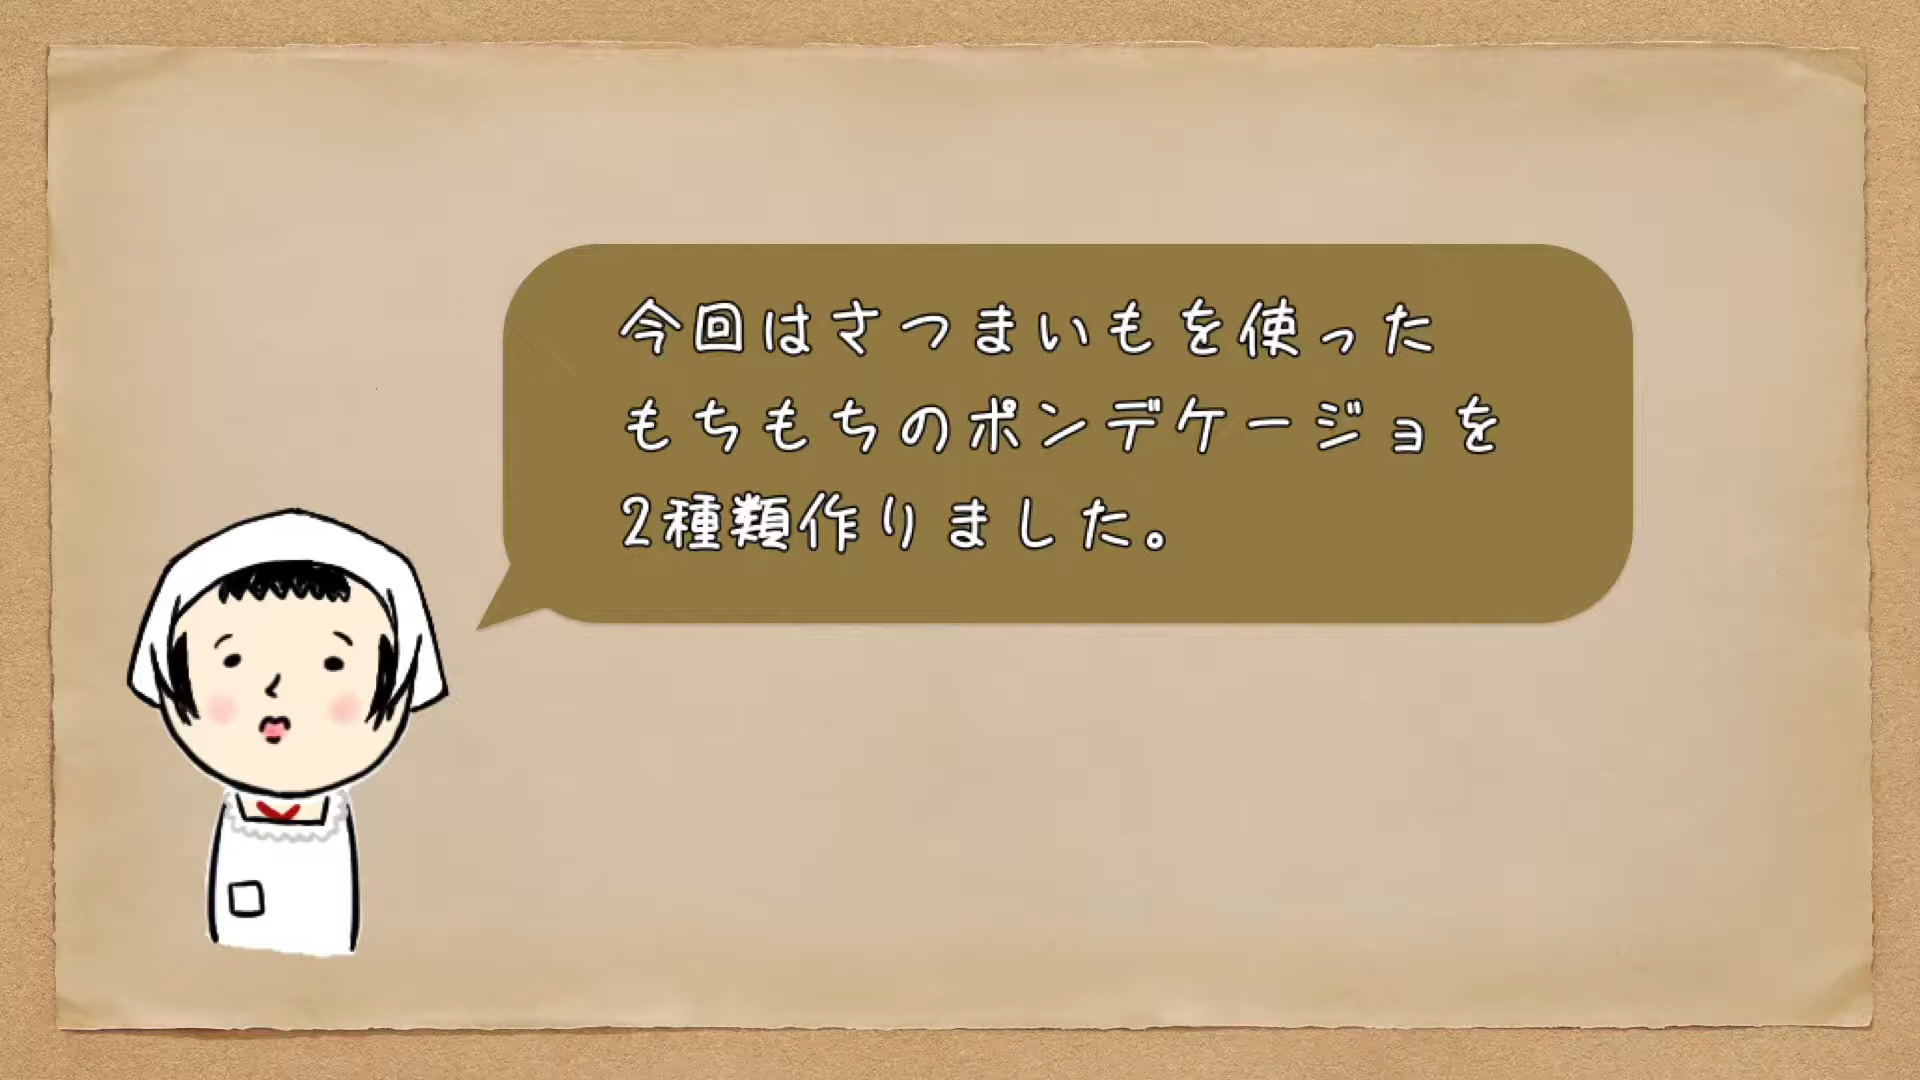 今回はさつまいもを使った
もちもちのポンデケージョを
2種類作りました。